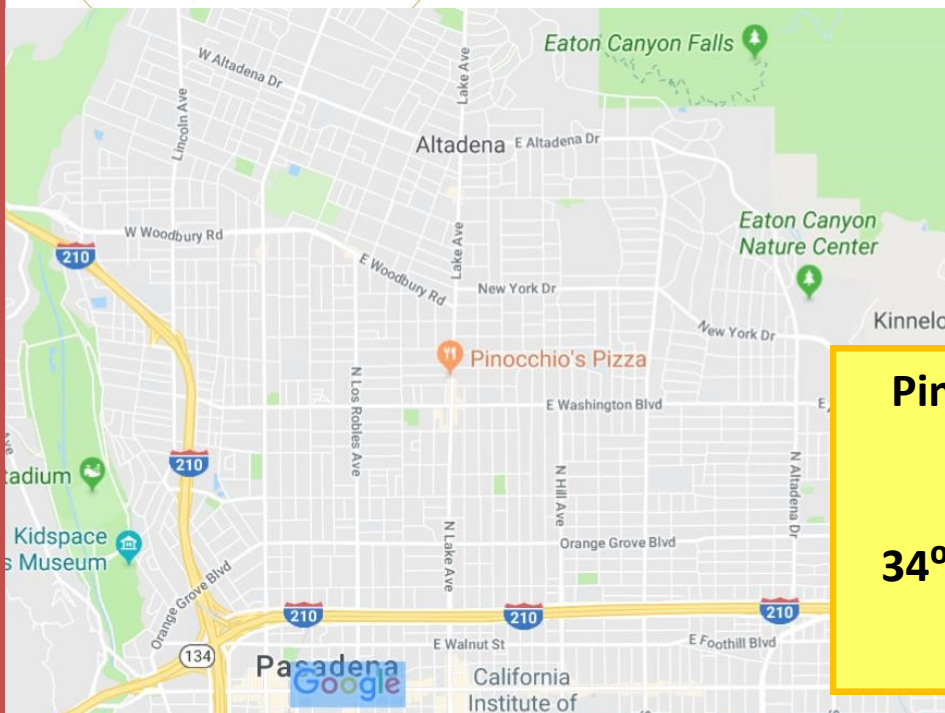 Eaton Canyon Falls
W Altadena Dr
Lake Ave
Lincoln Ave
Altadena
E Altadena Dr
Eaton Canyon
Nature Center
W Woodbury Rd
210
E Woodbury Rd
Lake Ave
New York Dr
New York Dr
Kinnelo
Pinocchio's Pizza
N Los Robles Ave
E Washington Blvd
E
Pin
34º
210
tadium
N Hill Ave
N Altadena Dr
Kidspace
s Museum
N Lake Ave
Orange Grove Blvd
Orange Grove Blvd
210
210
210
134
E Walnut St
E Foothill Blvd
Pasadena
Google
California
Institute of